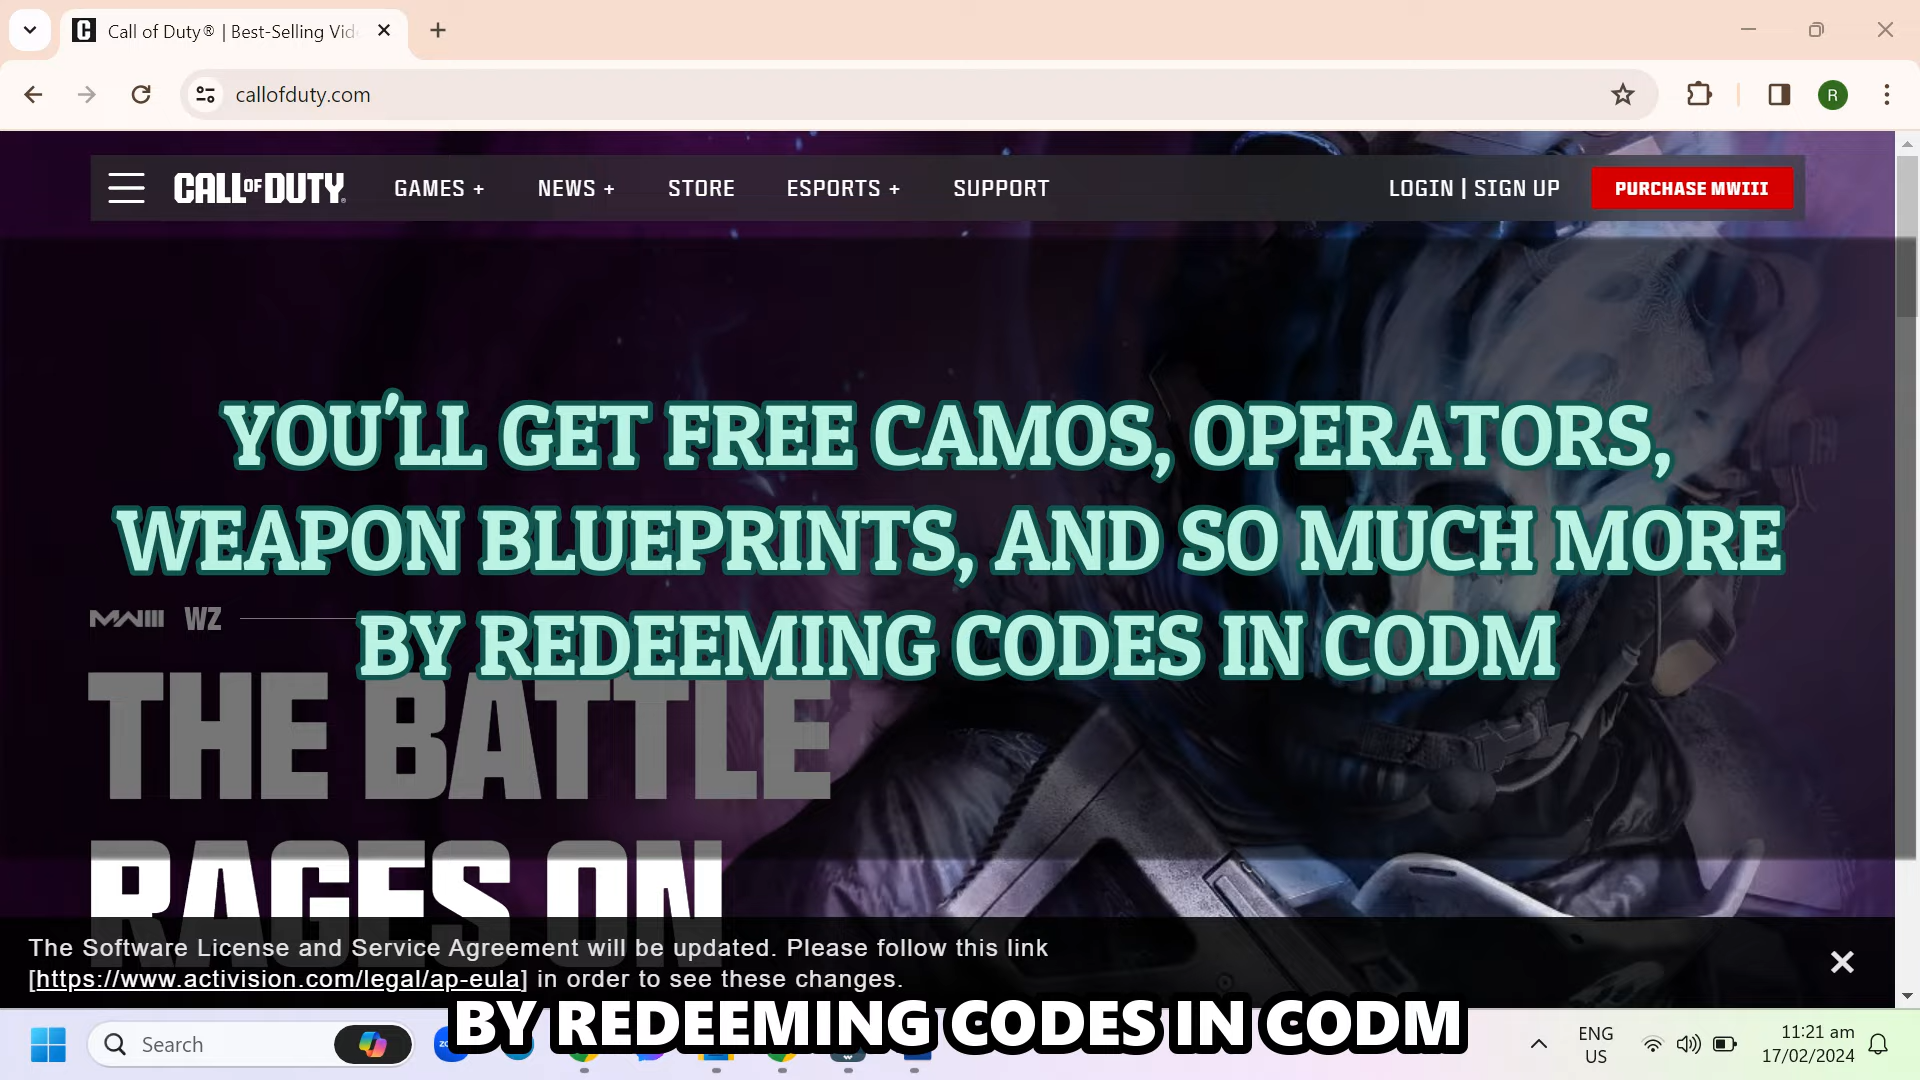 Call of Duty® | Best-Selling Vid
callofduty.com
R
CALL OF DUTY
GAMES +
NEWS +
STORE
ESPORTS +
SUPPORT
LOGIN | SIGN UP
PURCHASE MWIII
YOU'LL GET FREE CAMOS, OPERATORS,
WEAPON BLUEPRINTS, AND SO MUCH MORE
BY REDEEMING CODES IN CODM
MWIII WZ
THE BATTLE
RAGES ON
The Software License and Service Agreement will be updated. Please follow this link
[https://www.activision.com/legal/ap-eula] in order to see these changes.
BY REDEEMING CODES IN CODM
Search
ENG
US
11:21 am
17/02/2024